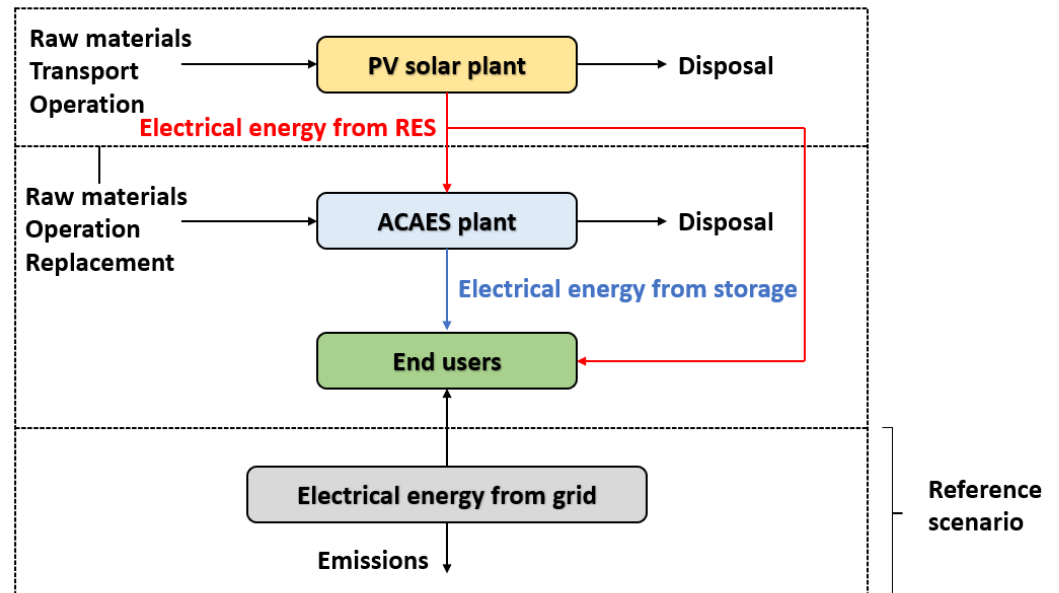 Raw materials
Transport
Operation
PV solar plant
Disposal
Electrical energy from RES
Raw materials
Operation
Replacement
ACAES plant
Disposal
Electrical energy from storage
End users
Electrical energy from grid
Reference
scenario
Emissions